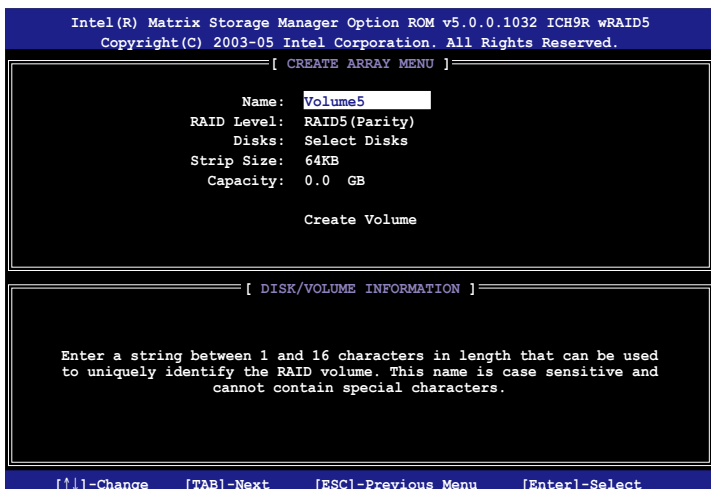 Intel(R) Matrix Storage Manager Option ROM v5.0.0.1032 ICH9R wRAID5
Copyright(C) 2003-05 Intel Corporation. All Rights Reserved.
[ CREATE ARRAY MENU ]
Name: Volume5
RAID Level: RAID5(Parity)
Disks: Select Disks
Strip Size: 64KB
Capacity: 0.0 GB
Create Volume
[ DISK/VOLUME INFORMATION ]
Enter a string between 1 and 16 characters in length that can be used
to uniquely identify the RAID volume. This name is case sensitive and
cannot contain special characters.
[↑↓]-Change [TAB]-Next [ESC]-Previous Menu [Enter]-Select